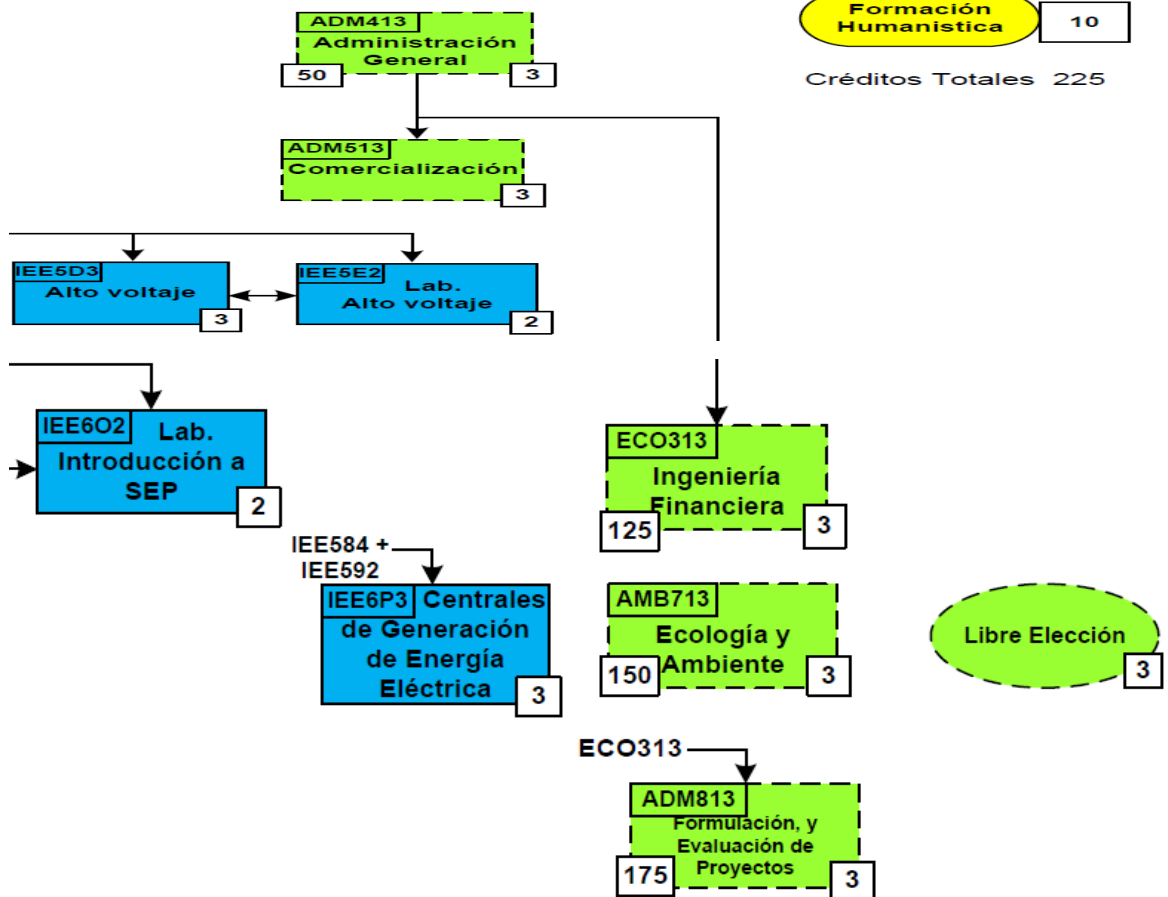 ADM413
Administración
General
50
3
Formación
Humanistica
10
Créditos Totales 225
ADM513
Comercialización
3
IEE5D3
Alto voltaje
3
IEE5E2
Lab.
Alto voltaje
2
IEE6O2
Lab.
Introducción a
SEP
2
ECO313
Ingeniería
Financiera
125
3
IEE584 +
IEE592
IEE6P3
Centrales
de Generación
de Energía
Eléctrica
3
AMB713
Ecología y
Ambiente
150
3
Libre Elección
3
ECO313
ADM813
Formulación, y
Evaluación de
Proyectos
175
3